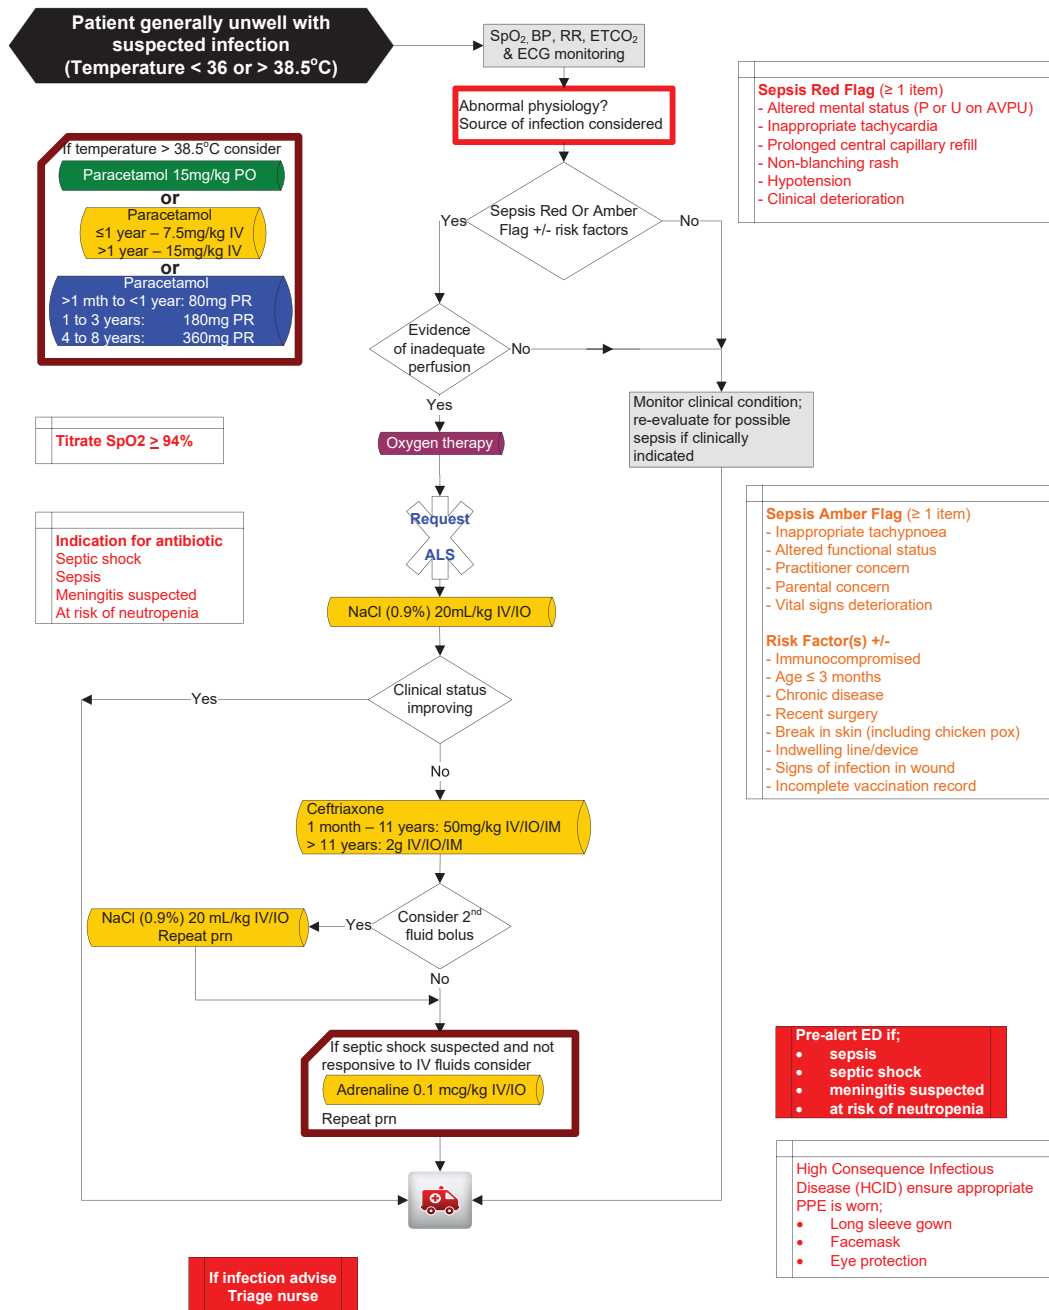 Patient generally unwell with
suspected infection
(Temperature < 36 or > 38.5°C)
SpO2, BP, RR, ETCO2
& ECG monitoring
Abnormal physiology?
Source of infection considered
Sepsis Red Flag (≥ 1 item)
- Altered mental status (P or U on AVPU)
- Inappropriate tachycardia
- Prolonged central capillary refill
- Non-blanching rash
- Hypotension
- Clinical deterioration
If temperature > 38.5°C consider
Paracetamol 15mg/kg PO
or
Paracetamol
≤1 year – 7.5mg/kg IV
>1 year – 15mg/kg IV
or
Paracetamol
>1 mth to <1 year: 80mg PR
1 to 3 years: 180mg PR
4 to 8 years: 360mg PR
Yes
Sepsis Red Or Amber
Flag +/- risk factors
No
Evidence
of inadequate
perfusion
No
Yes
Monitor clinical condition;
re-evaluate for possible
sepsis if clinically
indicated
Titrate SpO2 ≥ 94%
Oxygen therapy
Request
ALS
Indication for antibiotic
Septic shock
Sepsis
Meningitis suspected
At risk of neutropenia
Sepsis Amber Flag (≥ 1 item)
- Inappropriate tachypnoea
- Altered functional status
- Practitioner concern
- Parental concern
- Vital signs deterioration
Risk Factor(s) +/-
- Immunocompromised
- Age ≤ 3 months
- Chronic disease
- Recent surgery
- Break in skin (including chicken pox)
- Indwelling line/device
- Signs of infection in wound
- Incomplete vaccination record
NaCl (0.9%) 20mL/kg IV/IO
Yes
Clinical status
improving
No
Ceftriaxone
1 month – 11 years: 50mg/kg IV/IO/IM
> 11 years: 2g IV/IO/IM
NaCl (0.9%) 20 mL/kg IV/IO
Repeat prn
Yes
Consider 2nd
fluid bolus
No
If septic shock suspected and not
responsive to IV fluids consider
Adrenaline 0.1 mcg/kg IV/IO
Repeat prn
Pre-alert ED if;
• sepsis
• septic shock
• meningitis suspected
• at risk of neutropenia
High Consequence Infectious
Disease (HCID) ensure appropriate
PPE is worn;
• Long sleeve gown
• Facemask
• Eye protection
If infection advise
Triage nurse